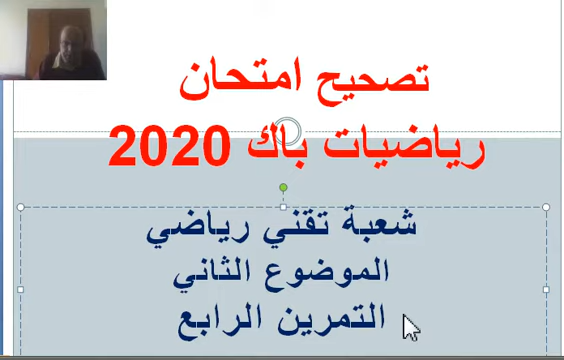 تصحيح امتحان
رياضيات باك 2020
شعبة تقني رياضي
الموضوع الثاني
التمرين الرابع